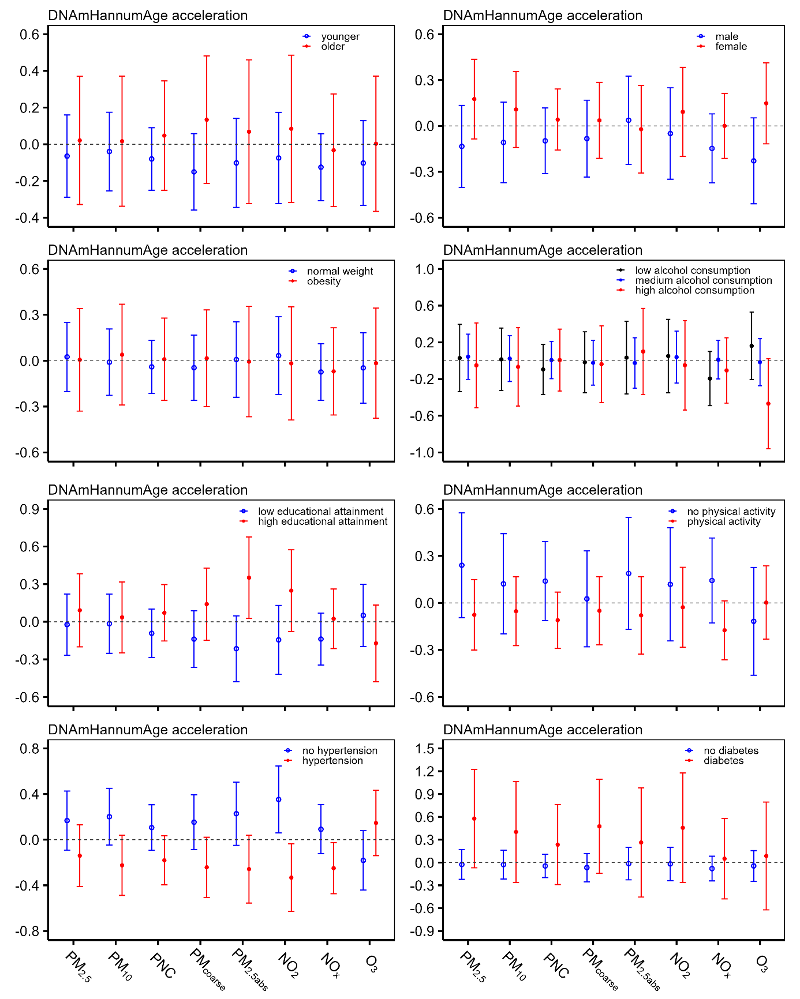 DNAmHannumAge acceleration
younger
older
0.6
0.4
0.2
0.0
-0.2
-0.4
DNAmHannumAge acceleration
male
female
0.6
0.3
0.0
-0.3
-0.6
DNAmHannumAge acceleration
normal weight
obesity
0.6
0.3
0.0
-0.3
-0.6
DNAmHannumAge acceleration
low alcohol consumption
medium alcohol consumption
high alcohol consumption
1.0
0.6
0.2
-0.2
-0.6
-1.0
DNAmHannumAge acceleration
low educational attainment
high educational attainment
0.9
0.6
0.3
0.0
-0.3
-0.6
DNAmHannumAge acceleration
no physical activity
physical activity
0.6
0.3
0.0
-0.3
-0.6
DNAmHannumAge acceleration
no hypertension
hypertension
0.8
0.4
0.0
-0.4
-0.8
PM2.5
PM10
PNC
PMcoarse
PM2.5abs
NO2
NOx
O3
DNAmHannumAge acceleration
no diabetes
diabetes
1.5
1.2
0.9
0.6
0.3
0.0
-0.3
-0.6
-0.9
PM2.5
PM10
PNC
PMcoarse
PM2.5abs
NO2
NOx
O3